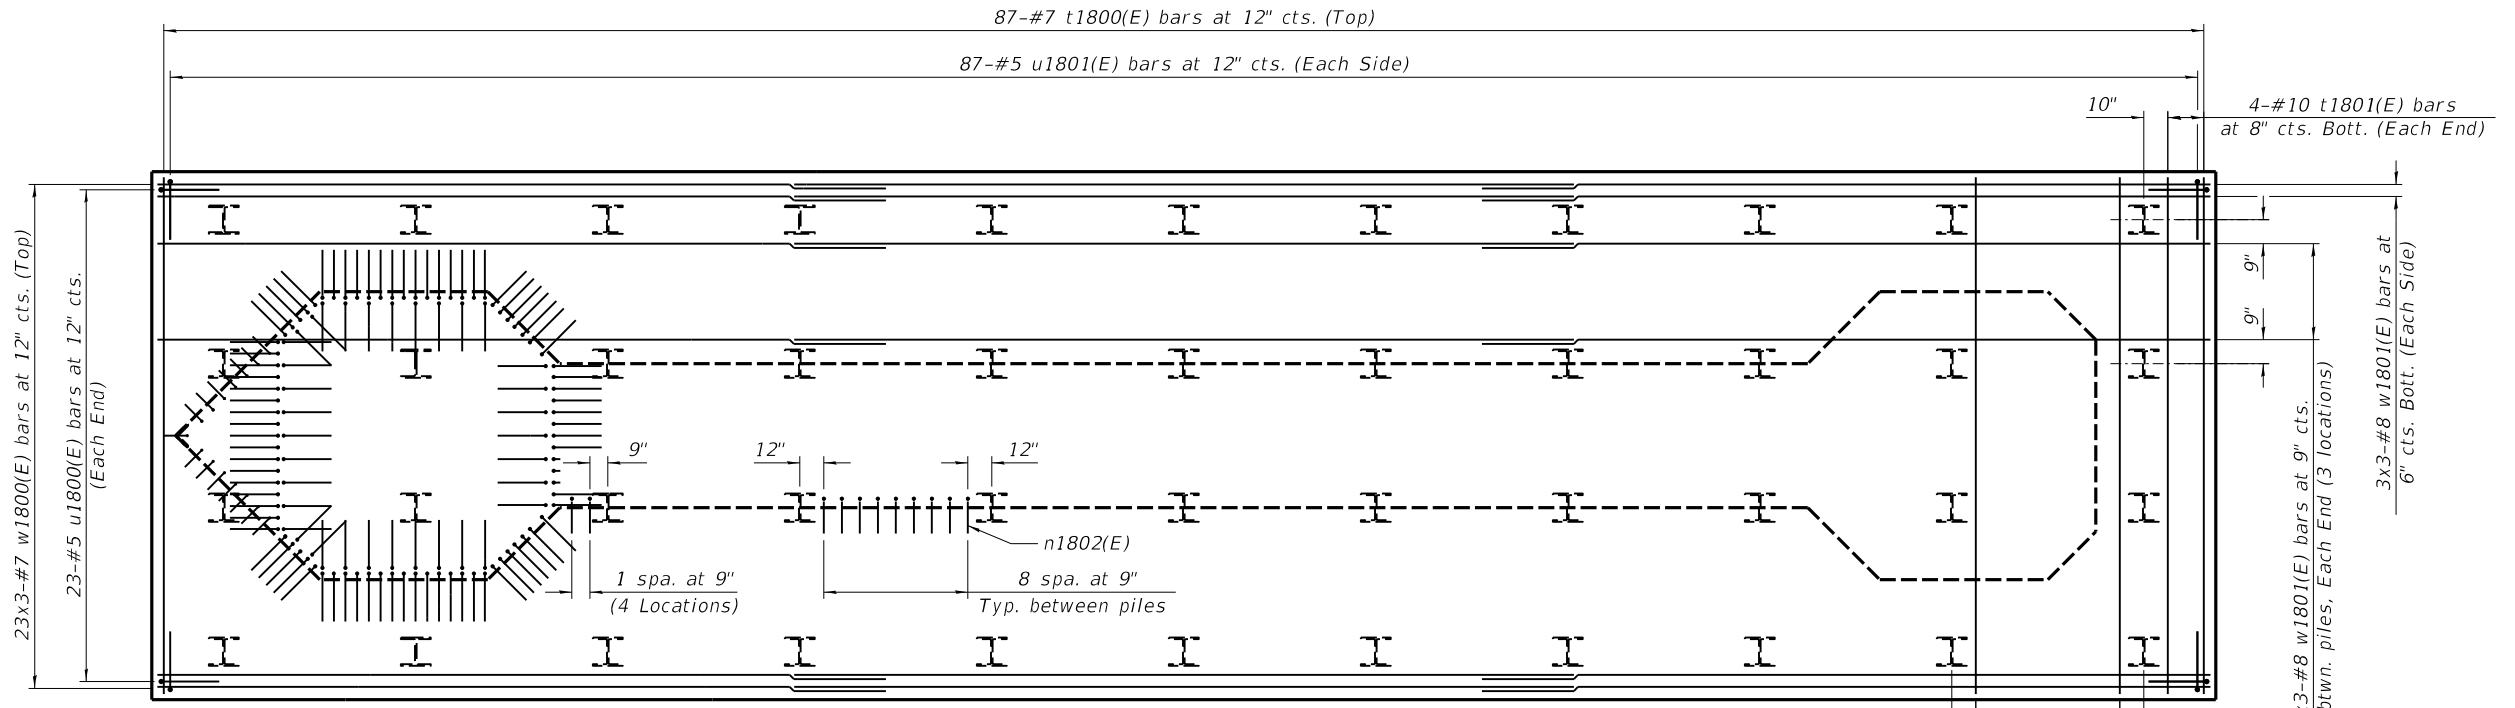 87-#7 t1800(E) bars at 12" cts. (Top)
87-#5 u1801(E) bars at 12" cts. (Each Side)
10"
4-#10 t1801(E) bars
at 8" cts. Bott. (Each End)
23x3-#7 w1800(E) bars at 12" cts. (Top)
23-#5 u1800(E) bars at 12" cts.
(Each End)
9"
9"
3x3-#8 w1801(E) bars at
6" cts. Bott. (Each Side)
9"
12"
12"
n1802(E)
1 spa. at 9"
(4 Locations)
8 spa. at 9"
Typ. between piles
x3-#8 w1801(E) bars at 9" cts.
btwn. piles, Each End (3 locations)